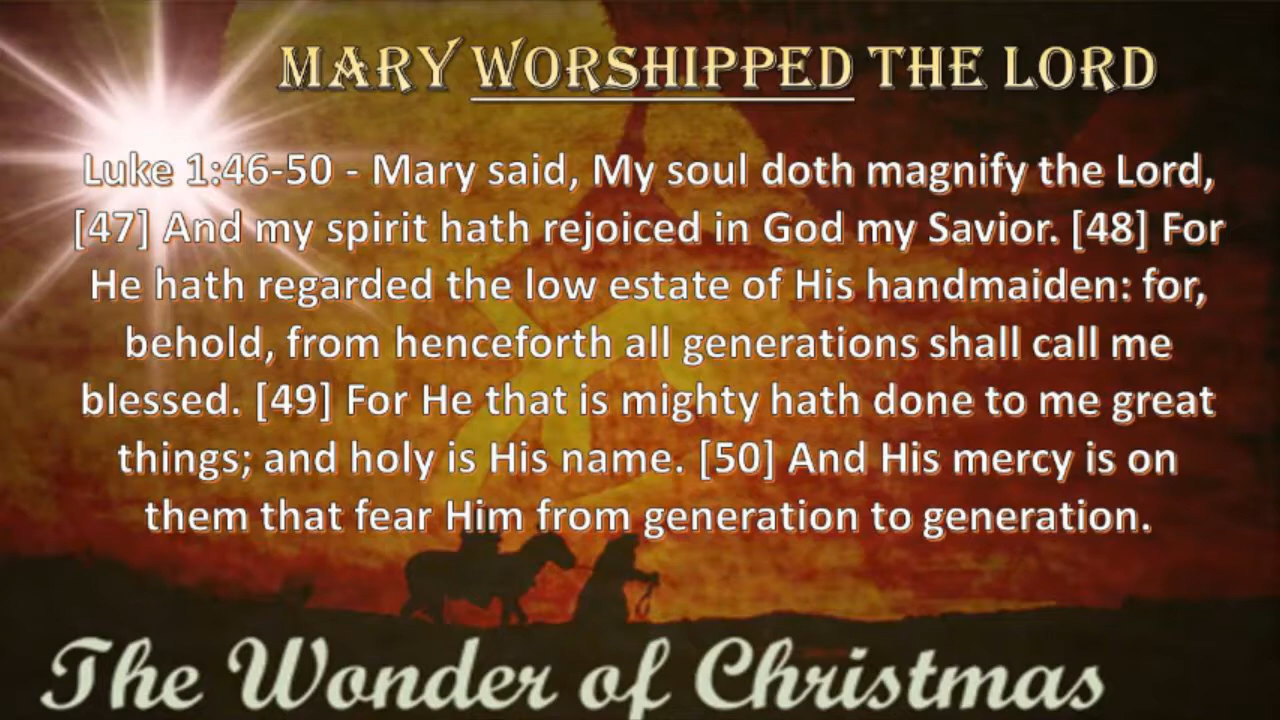 MARY WORSHIPPED THE LORD
Luke 1:46-50 - Mary said, My soul doth magnify the Lord,
[47] And my spirit hath rejoiced in God my Savior. [48] For
He hath regarded the low estate of His handmaiden: for,
behold, from henceforth all generations shall call me
blessed. [49] For He that is mighty hath done to me great
things; and holy is His name. [50] And His mercy is on
them that fear Him from generation to generation.
The Wonder of Christmas